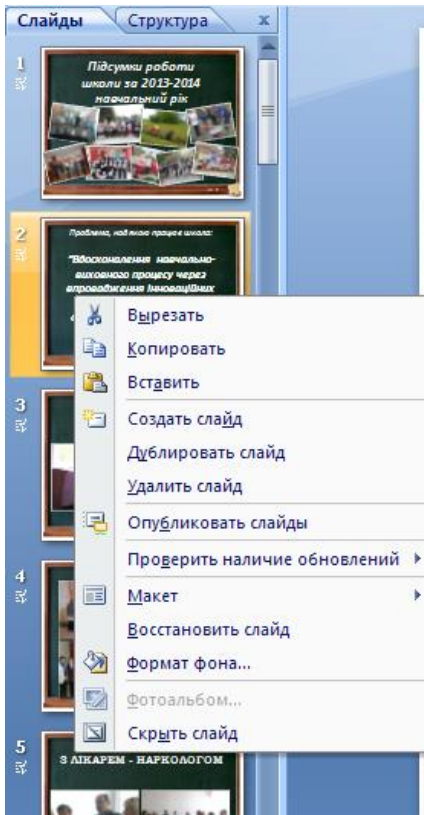 Слайды
Структура
x
1
Підсумки роботи
школи за 2013-2014
навчальний рік
2
Проблема, над якою працює школа:
"Вдосконалення навчально-
виховного процесу через
впровадження інноваційних
Вырезать
Копировать
Вставить
3
Создать слайд
Дублировать слайд
Удалить слайд
Опубликовать слайды
Проверить наличие обновлений
4
Макет
Восстановить слайд
Формат фона...
Фотоальбом...
Скрыть слайд
5
З ЛІКАРЕМ - НАРКОЛОГОМ